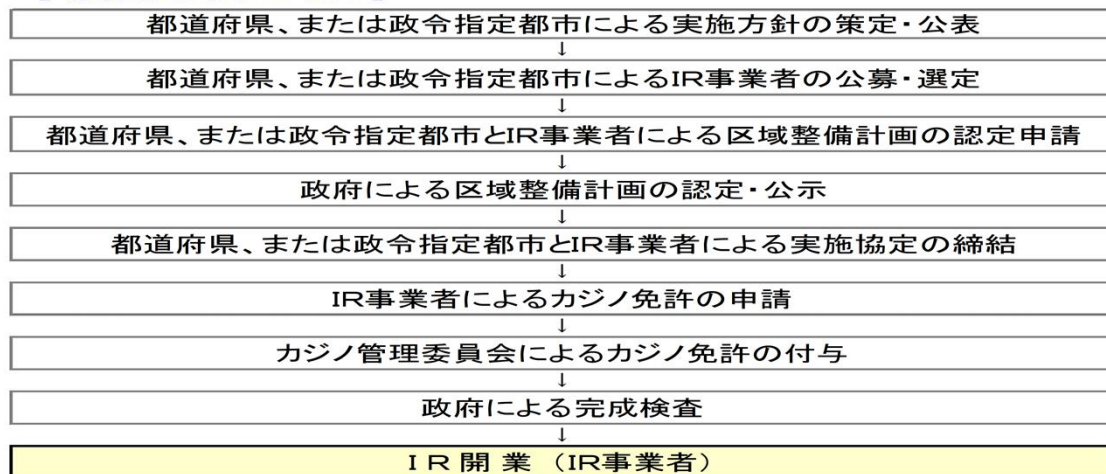 都道府県、または政令指定都市による実施方針の策定・公表
↓
都道府県、または政令指定都市によるIR事業者の公募・選定
↓
都道府県、または政令指定都市とIR事業者による区域整備計画の認定申請
↓
政府による区域整備計画の認定・公示
↓
都道府県、または政令指定都市とIR事業者による実施協定の締結
↓
IR事業者によるカジノ免許の申請
↓
カジノ管理委員会によるカジノ免許の付与
↓
政府による完成検査
↓
ＩＲ開業（IR事業者）